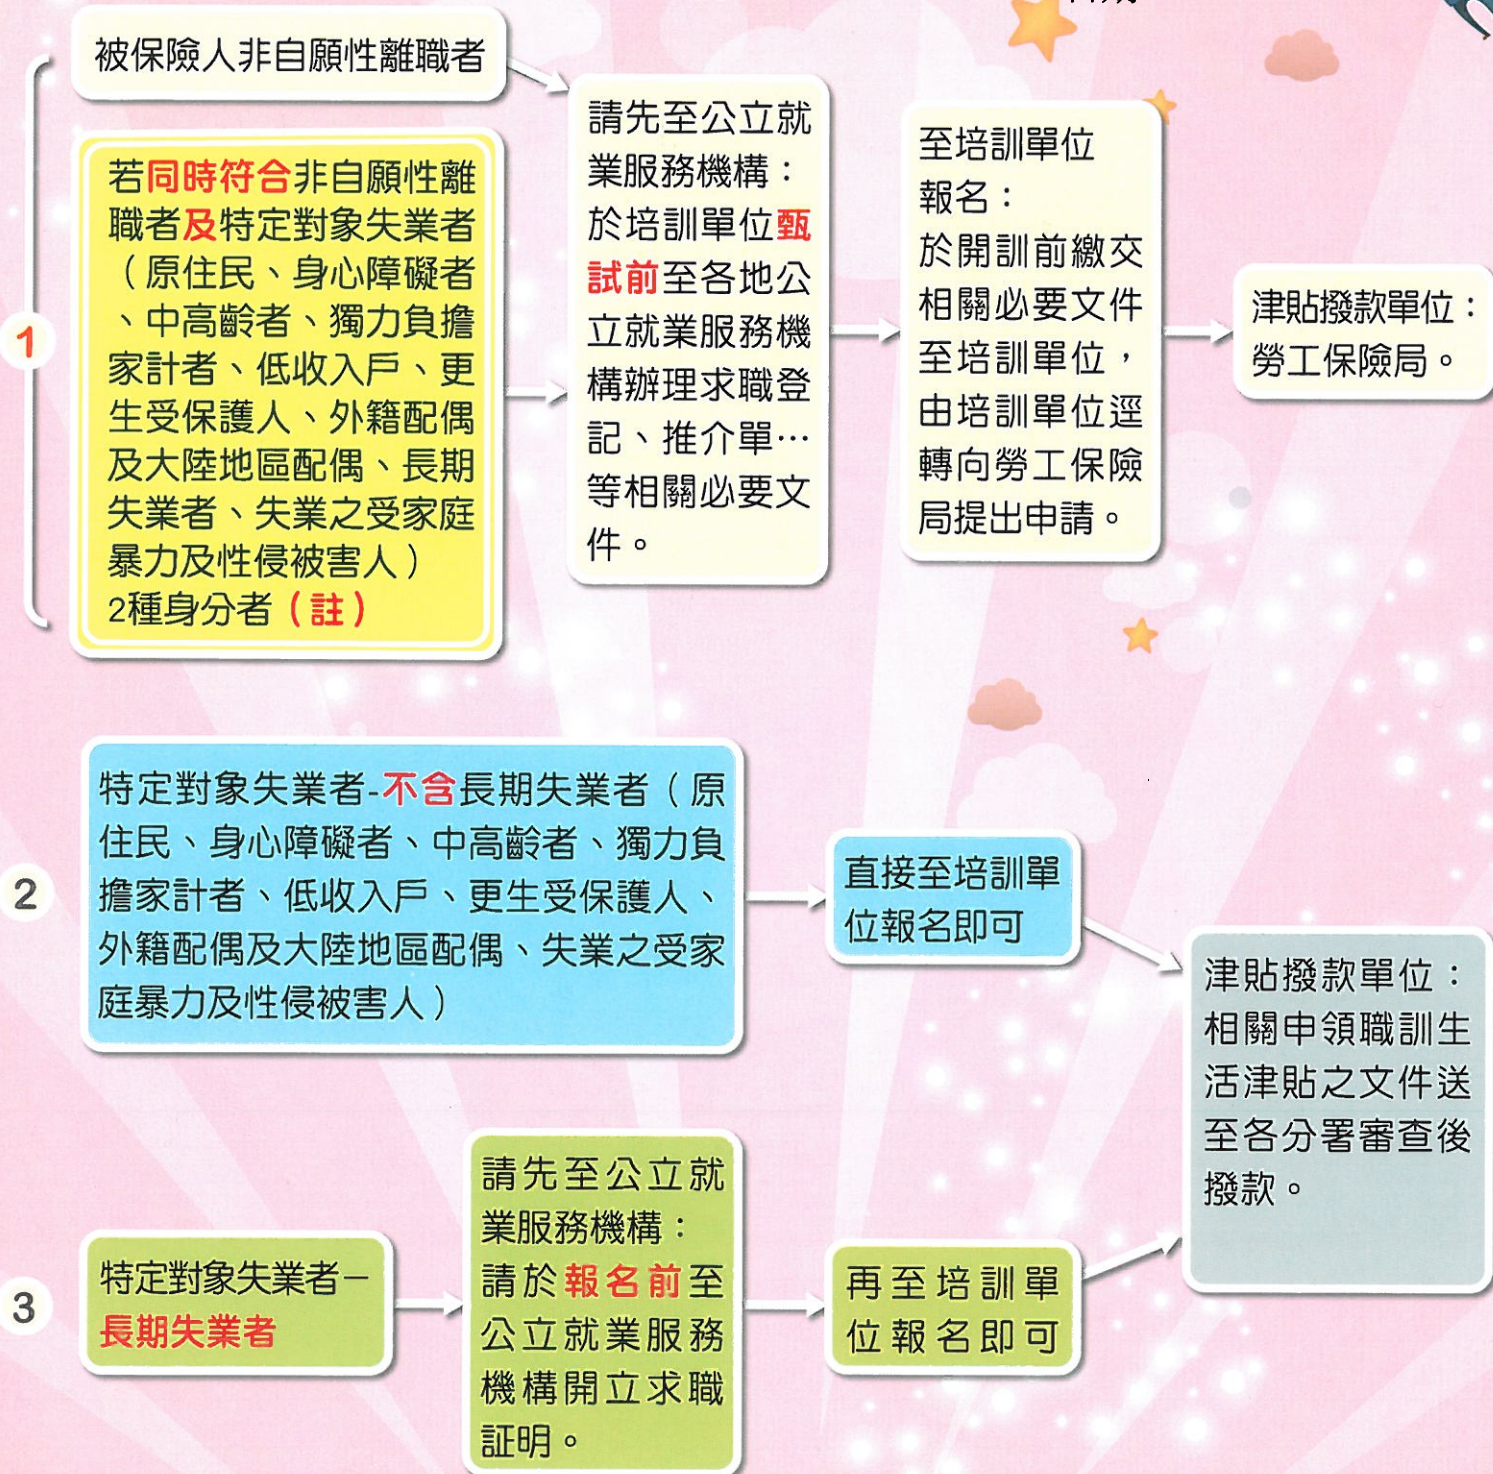 被保險人非自願性離職者
若同時符合非自願性離
職者及特定對象失業者
（原住民、身心障礙者
、中高齡者、獨力負擔
家計者、低收入戶、更
生受保護人、外籍配偶
及大陸地區配偶、長期
失業者、失業之受家庭
暴力及性侵被害人）
2種身分者（註）
1
請先至公立就
業服務機構：
於培訓單位甄
試前至各地公
立就業服務機
構辦理求職登
記、推介單…
等相關必要文
件。
至培訓單位
報名：
於開訓前繳交
相關必要文件
至培訓單位，
由培訓單位逕
轉向勞工保險
局提出申請。
津貼撥款單位：
勞工保險局。
2
特定對象失業者-不含長期失業者（原
住民、身心障礙者、中高齡者、獨力負
擔家計者、低收入戶、更生受保護人、
外籍配偶及大陸地區配偶、失業之受家
庭暴力及性侵被害人）
直接至培訓單
位報名即可
3
特定對象失業者－
長期失業者
請先至公立就
業服務機構：
請於報名前至
公立就業服務
機構開立求職
証明。
再至培訓單
位報名即可
津貼撥款單位：
相關申領職訓生
活津貼之文件送
至各分署審查後
撥款。